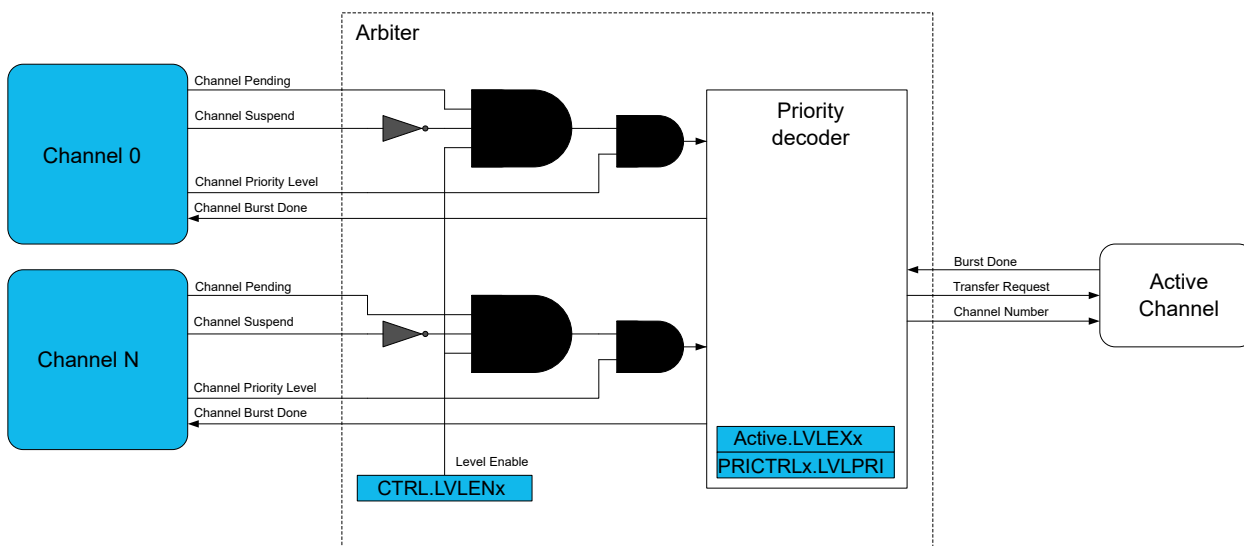 Arbiter
Channel Pending
Channel Suspend
Channel 0
Channel Priority Level
Channel Burst Done
Priority
decoder
Channel Pending
Channel Suspend
Channel N
Channel Priority Level
Channel Burst Done
Burst Done
Transfer Request
Channel Number
Active
Channel
Active.LVLEXx
PRICTRLx.LVLPRI
Level Enable
CTRL.LVLENx